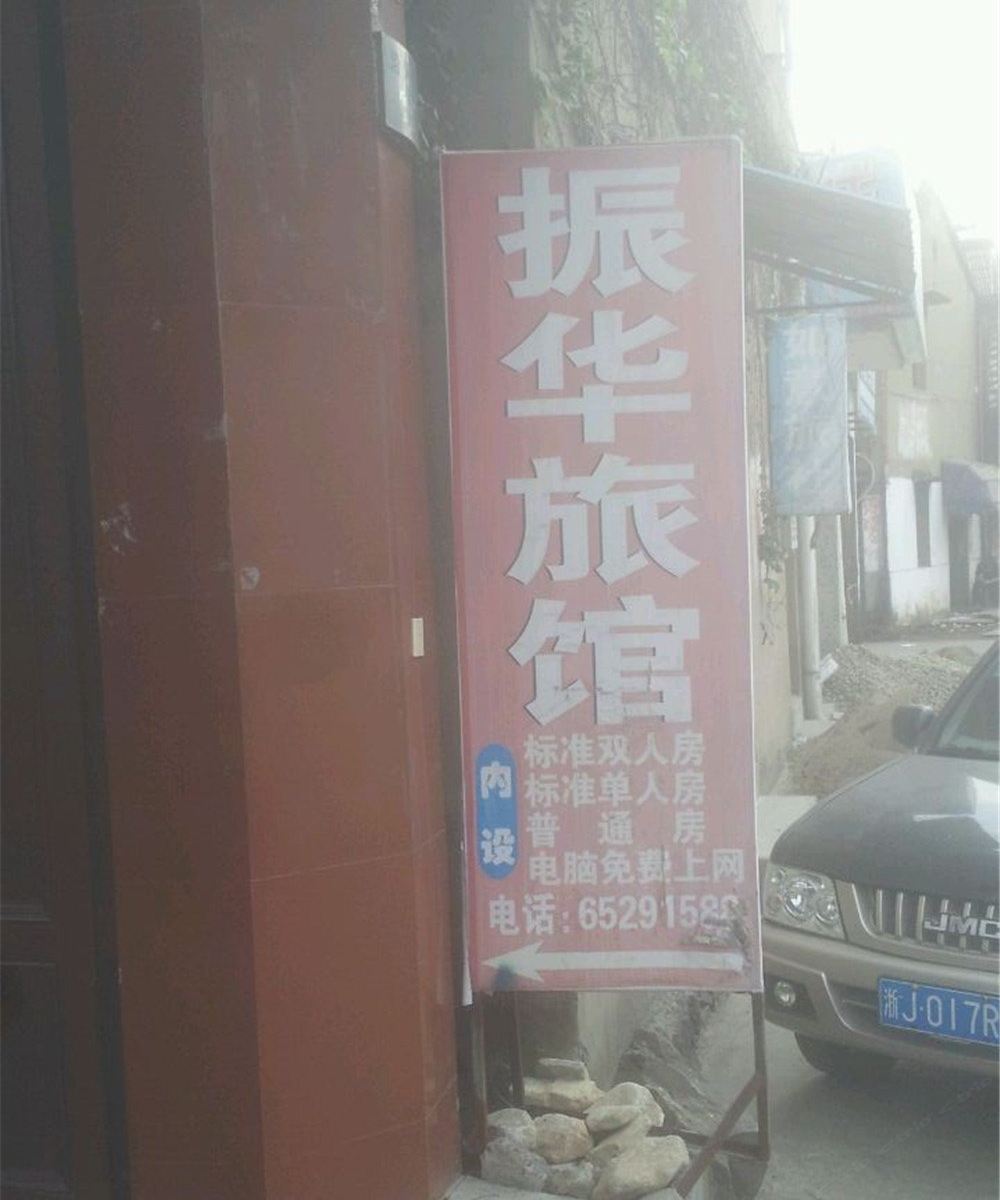 振
华
旅
馆
内设
标准双人房
标准单人房
普 通 房
电脑免费上网
电话:6529158
JMC
浙J·017R